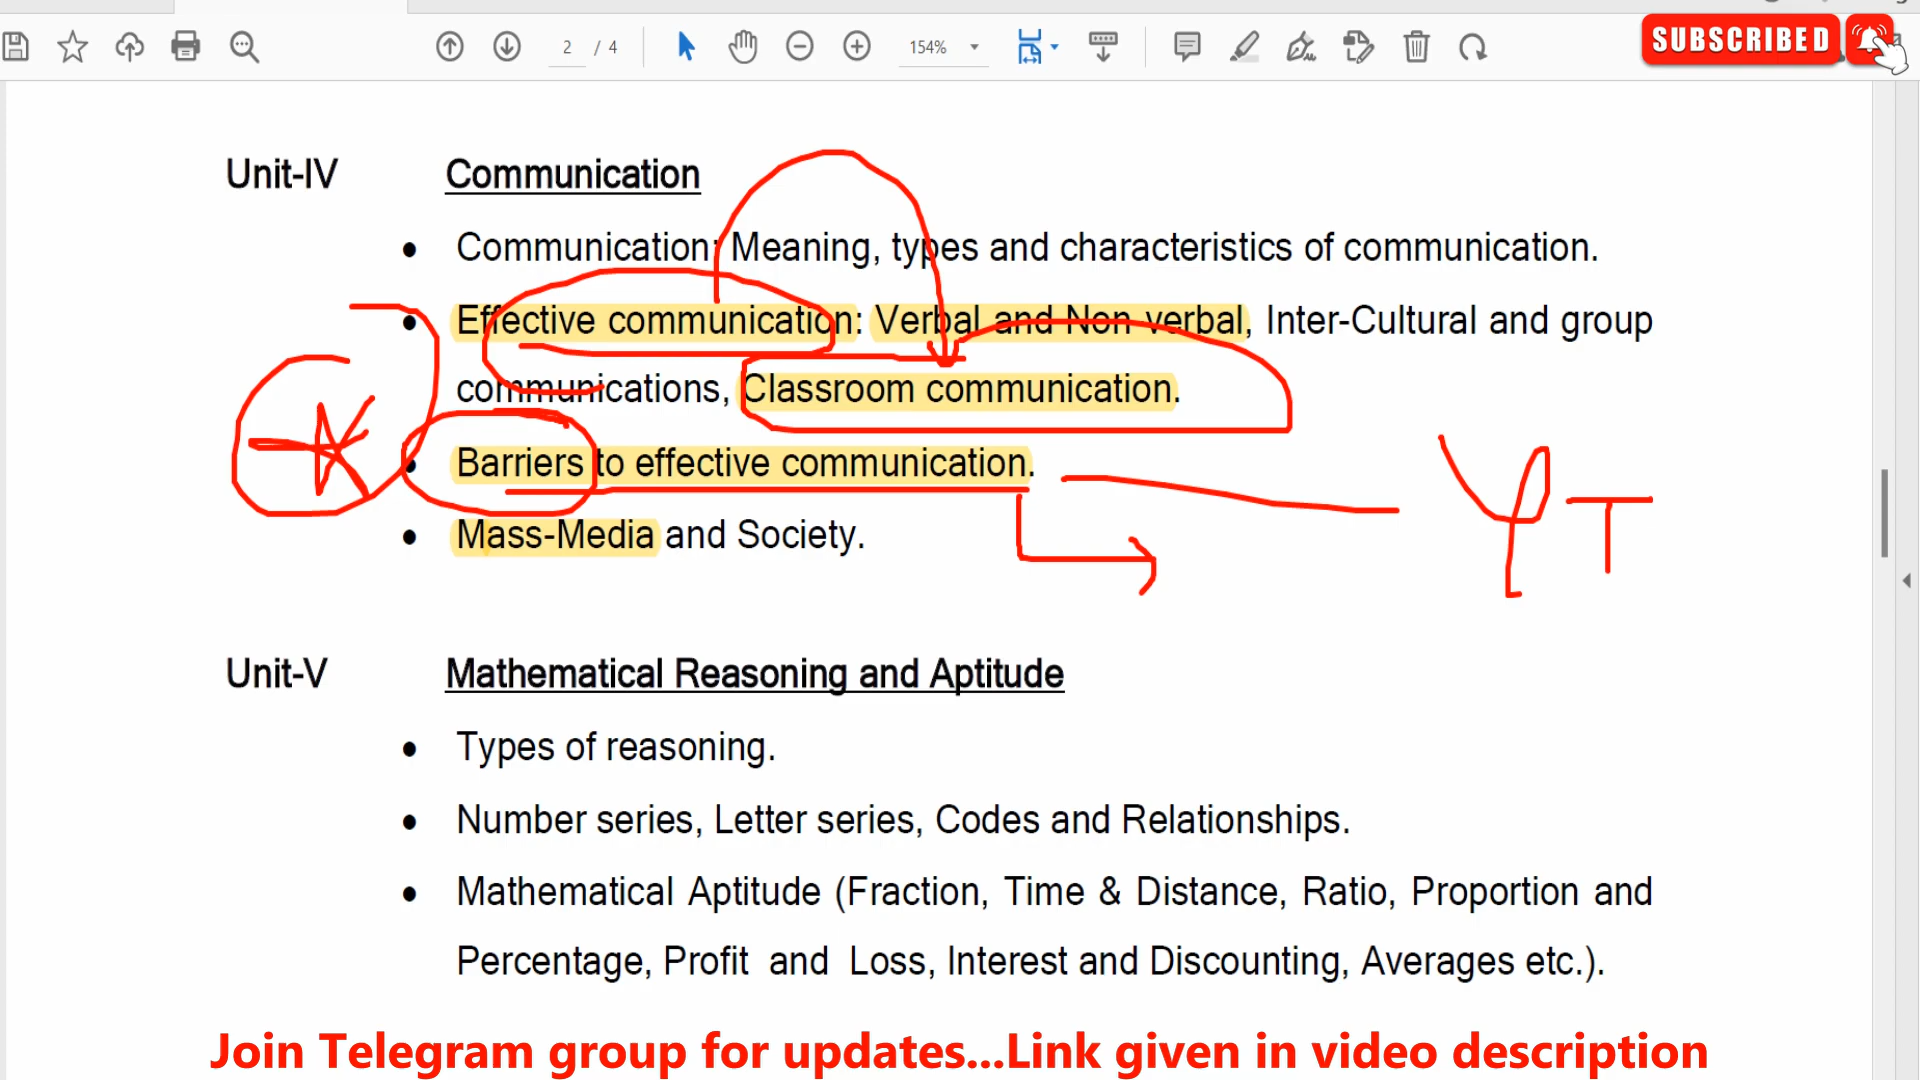 2 / 4
154%
SUBSCRIBED
Unit-IV Communication
• Communication: Meaning, types and characteristics of communication.
• Effective communication: Verbal and Non-verbal, Inter-Cultural and group
communications, Classroom communication.
• Barriers to effective communication.
YT
• Mass-Media and Society.
Unit-V Mathematical Reasoning and Aptitude
• Types of reasoning.
• Number series, Letter series, Codes and Relationships.
• Mathematical Aptitude (Fraction, Time & Distance, Ratio, Proportion and
Percentage, Profit and Loss, Interest and Discounting, Averages etc.).
Join Telegram group for updates...Link given in video description